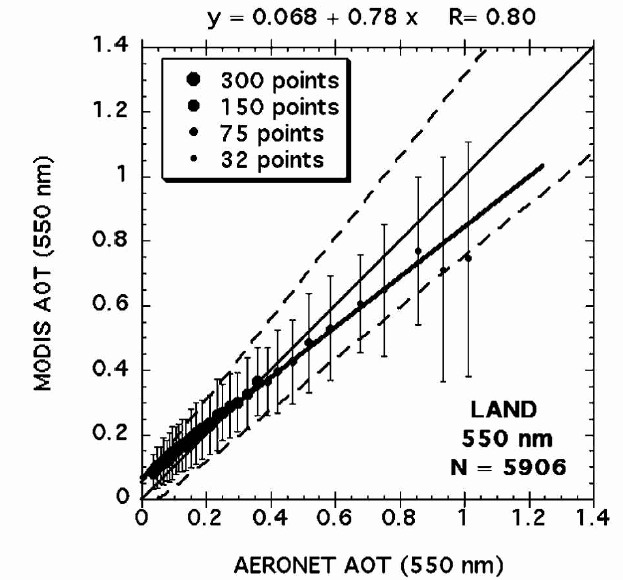 y = 0.068 + 0.78 x R= 0.80
1.4
1.2
1
0.8
0.6
0.4
0.2
0
MODIS AOT (550 nm)
300 points
150 points
75 points
32 points
LAND
550 nm
N = 5906
0 0.2 0.4 0.6 0.8 1 1.2 1.4
AERONET AOT (550 nm)